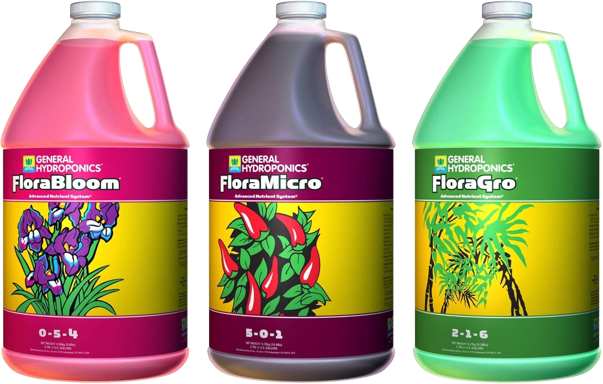 GENERAL
HYDROPONICS®
FloraBloom®
Advanced Nutrient System®
0-5-4
GENERAL
HYDROPONICS®
FloraMicro®
Advanced Nutrient System®
5-0-1
GENERAL
HYDROPONICS®
FloraGro®
Advanced Nutrient System®
2-1-6